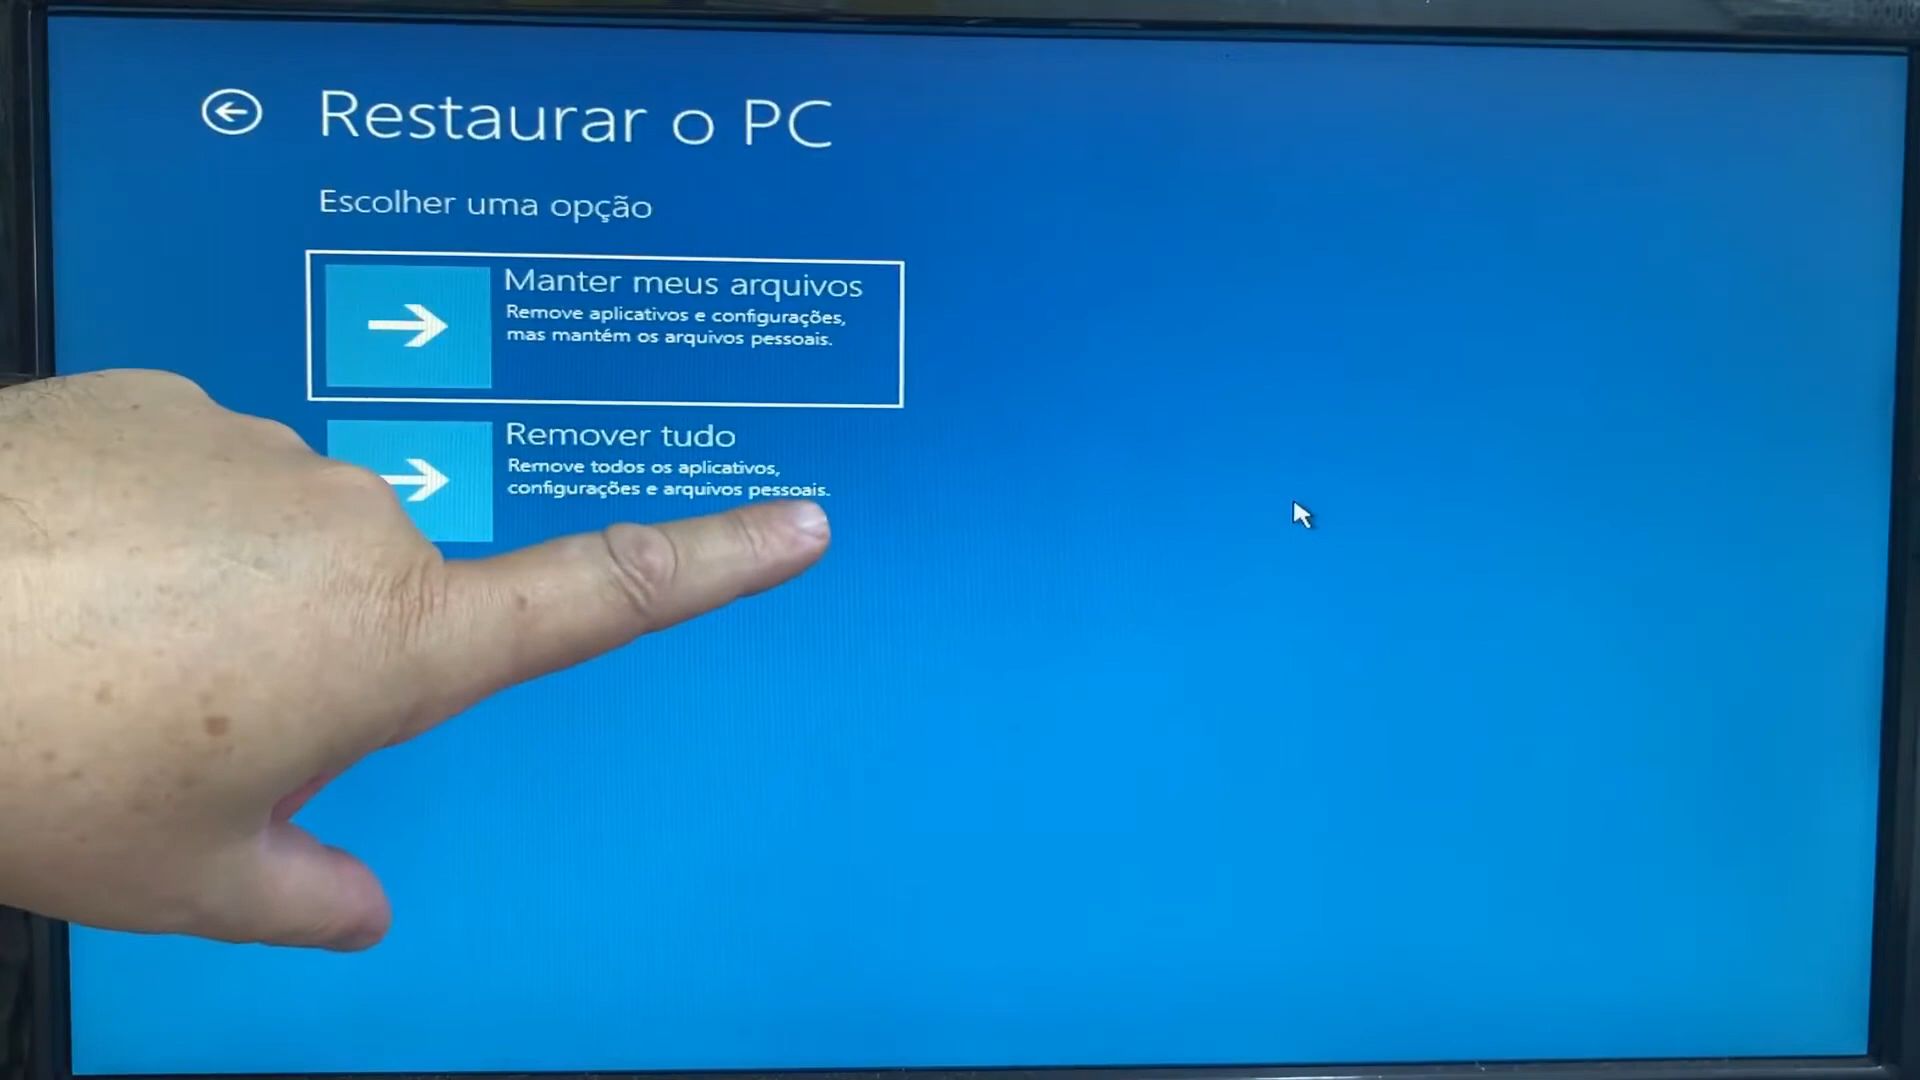 Restaurar o PC
Escolher uma opção
Manter meus arquivos
Remove aplicativos e configurações,
mas mantém os arquivos pessoais.
Remover tudo
Remove todos os aplicativos,
configurações e arquivos pessoais.